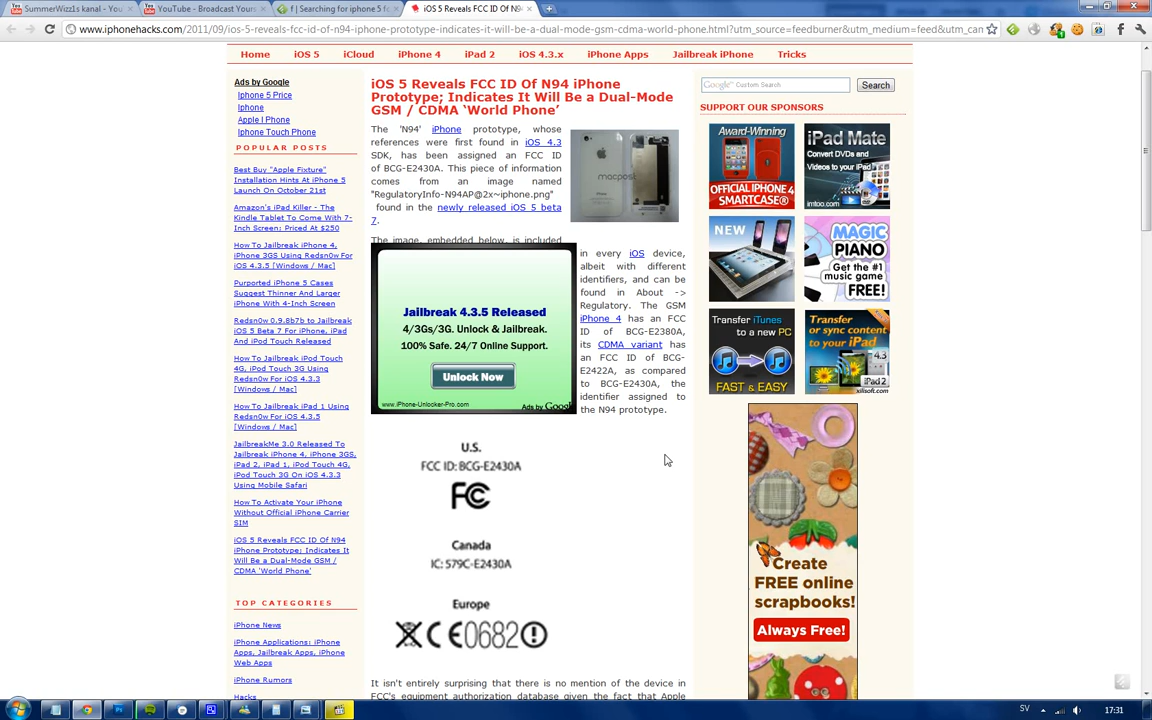 SummerWizz1s kanal - You
YouTube - Broadcast Yours
f | Searching for iphone 5 f
iOS 5 Reveals FCC ID Of N9
www.iphonehacks.com/2011/09/ios-5-reveals-fcc-id-of-n94-iphone-prototype-indicates-it-will-be-a-dual-mode-gsm-cdma-world-phone.html?utm_source=feedburner&utm_medium=feed&utm_can
Home iOS 5 iCloud iPhone 4 iPad 2 iOS 4.3.x iPhone Apps Jailbreak iPhone Tricks
Ads by Google
Iphone 5 Price
Iphone
Apple I Phone
Iphone Touch Phone
POPULAR POSTS
Best Buy "Apple Fixture"
Installation Hints At iPhone 5
Launch On October 21st
Amazon's iPad Killer - The
Kindle Tablet To Come With 7-
Inch Screen; Priced At $250
How To Jailbreak iPhone 4,
iPhone 3GS Using Redsn0w For
iOS 4.3.5 [Windows / Mac]
Purported iPhone 5 Cases
Suggest Thinner And Larger
iPhone With 4-Inch Screen
Redsn0w 0.9.8b7b to Jailbreak
iOS 5 Beta 7 For iPhone, iPad
And iPod Touch Released
How To Jailbreak iPod Touch
4G, iPod Touch 3G Using
Redsn0w For iOS 4.3.3
[Windows / Mac]
How To Jailbreak iPad 1 Using
Redsn0w For iOS 4.3.5
[Windows / Mac]
JailbreakMe 3.0 Released To
Jailbreak iPhone 4, iPhone 3GS,
iPad 2, iPad 1, iPod Touch 4G,
iPod Touch 3G On iOS 4.3.3
Using Mobile Safari
How To Activate Your iPhone
Without Official iPhone Carrier
SIM
iOS 5 Reveals FCC ID Of N94
iPhone Prototype; Indicates It
Will Be a Dual-Mode GSM /
CDMA 'World Phone'
TOP CATEGORIES
iPhone News
iPhone Applications: iPhone
Apps, Jailbreak Apps, iPhone
Web Apps
iPhone Rumors
Hacks
iOS 5 Reveals FCC ID Of N94 iPhone
Prototype; Indicates It Will Be a Dual-Mode
GSM / CDMA 'World Phone'
The 'N94' iPhone prototype, whose
references were first found in iOS 4.3
SDK, has been assigned an FCC ID
of BCG-E2430A. This piece of information
comes from an image named
"RegulatoryInfo-N94AP@2x~iphone.png"
found in the newly released iOS 5 beta
7.
macpost
The image, embedded below, is included
in every iOS device,
albeit with different
identifiers, and can be
found in About ->
Regulatory. The GSM
iPhone 4 has an FCC
ID of BCG-E2380A,
its CDMA variant has
an FCC ID of BCG-
E2422A, as compared
to BCG-E2430A, the
identifier assigned to
the N94 prototype.
Jailbreak 4.3.5 Released
4/3Gs/3G. Unlock & Jailbreak.
100% Safe. 24/7 Online Support.
Unlock Now
www.iPhone-Unlocker-Pro.com
Ads by Google
U.S.
FCC ID: BCG-E2430A
FC
Canada
IC: 579C-E2430A
Europe
CE0682
It isn't entirely surprising that there is no mention of the device in
FCC's equipment authorization database given the fact that Apple
Google Custom Search
Search
SUPPORT OUR SPONSORS
Award-Winning
OFFICIAL IPHONE 4
SMARTCASE®
iPad Mate
Convert DVDs and
Videos to your iPad
imtoo.com
NEW
MAGIC
PIANO
Get the #1
music game
FREE!
Transfer iTunes
to a new PC
FAST & EASY
Transfer
or sync content
to your iPad
4.3
iPad 2
xilisoft.com
Create
FREE online
scrapbooks!
Always Free!
SV
17:31